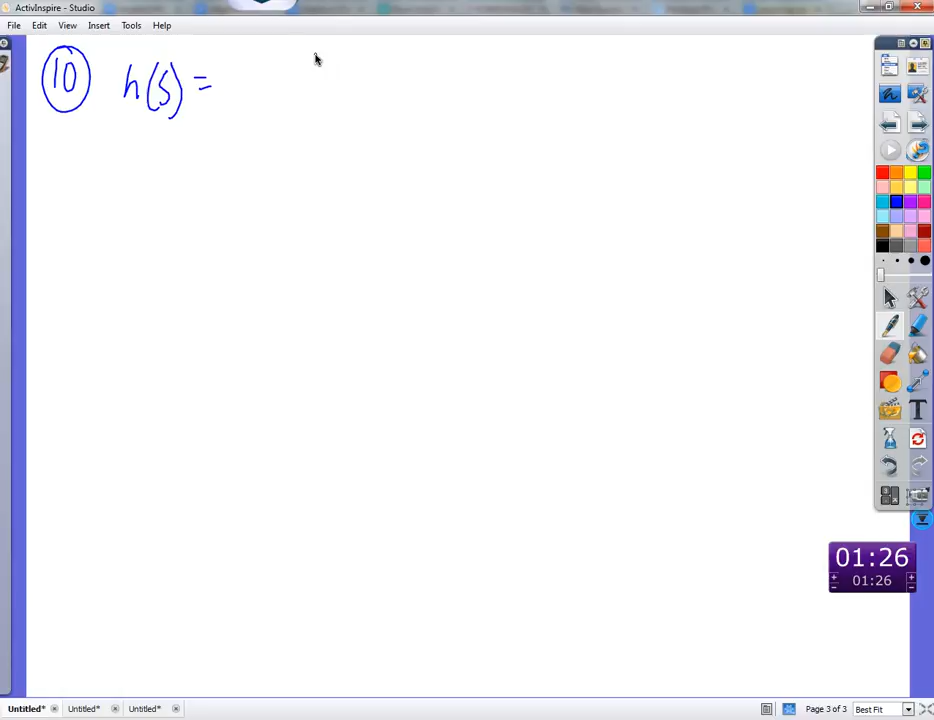 ActivInspire - Studio
File Edit View Insert Tools Help
10 h(5) =
T
01:26
01:26
Untitled* Untitled* Untitled* Page 3 of 3 Best Fit